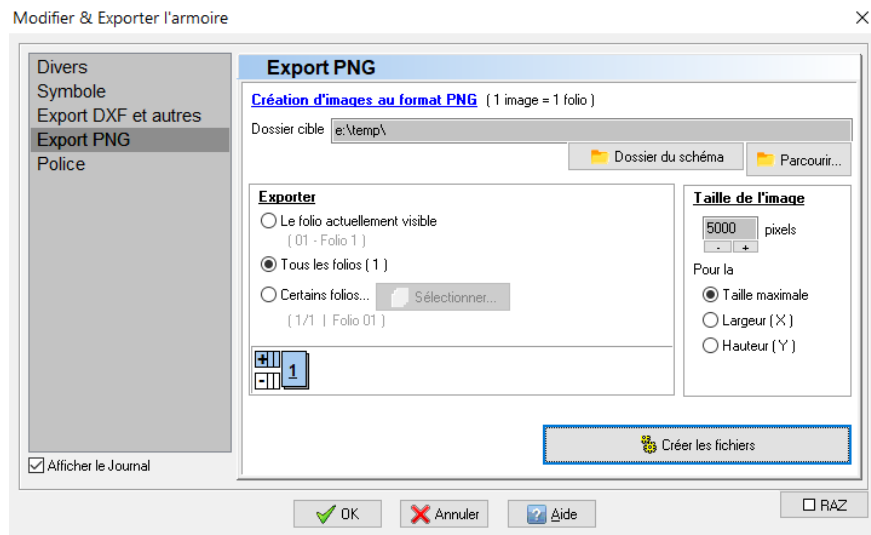 Modifier & Exporter l'armoire
Divers
Symbole
Export DXF et autres
Export PNG
Police
Afficher le Journal
Export PNG
Création d'images au format PNG ( 1 image = 1 folio )
Dossier cible e:\temp\
Dossier du schéma Parcourir...
Exporter
Le folio actuellement visible
( 01 - Folio 1 )
Tous les folios ( 1 )
Certains folios... Sélectionner...
( 1/1 | Folio 01 )
1
Taille de l'image
5000 pixels
- +
Pour la
Taille maximale
Largeur ( X )
Hauteur ( Y )
Créer les fichiers
OK Annuler Aide RAZ